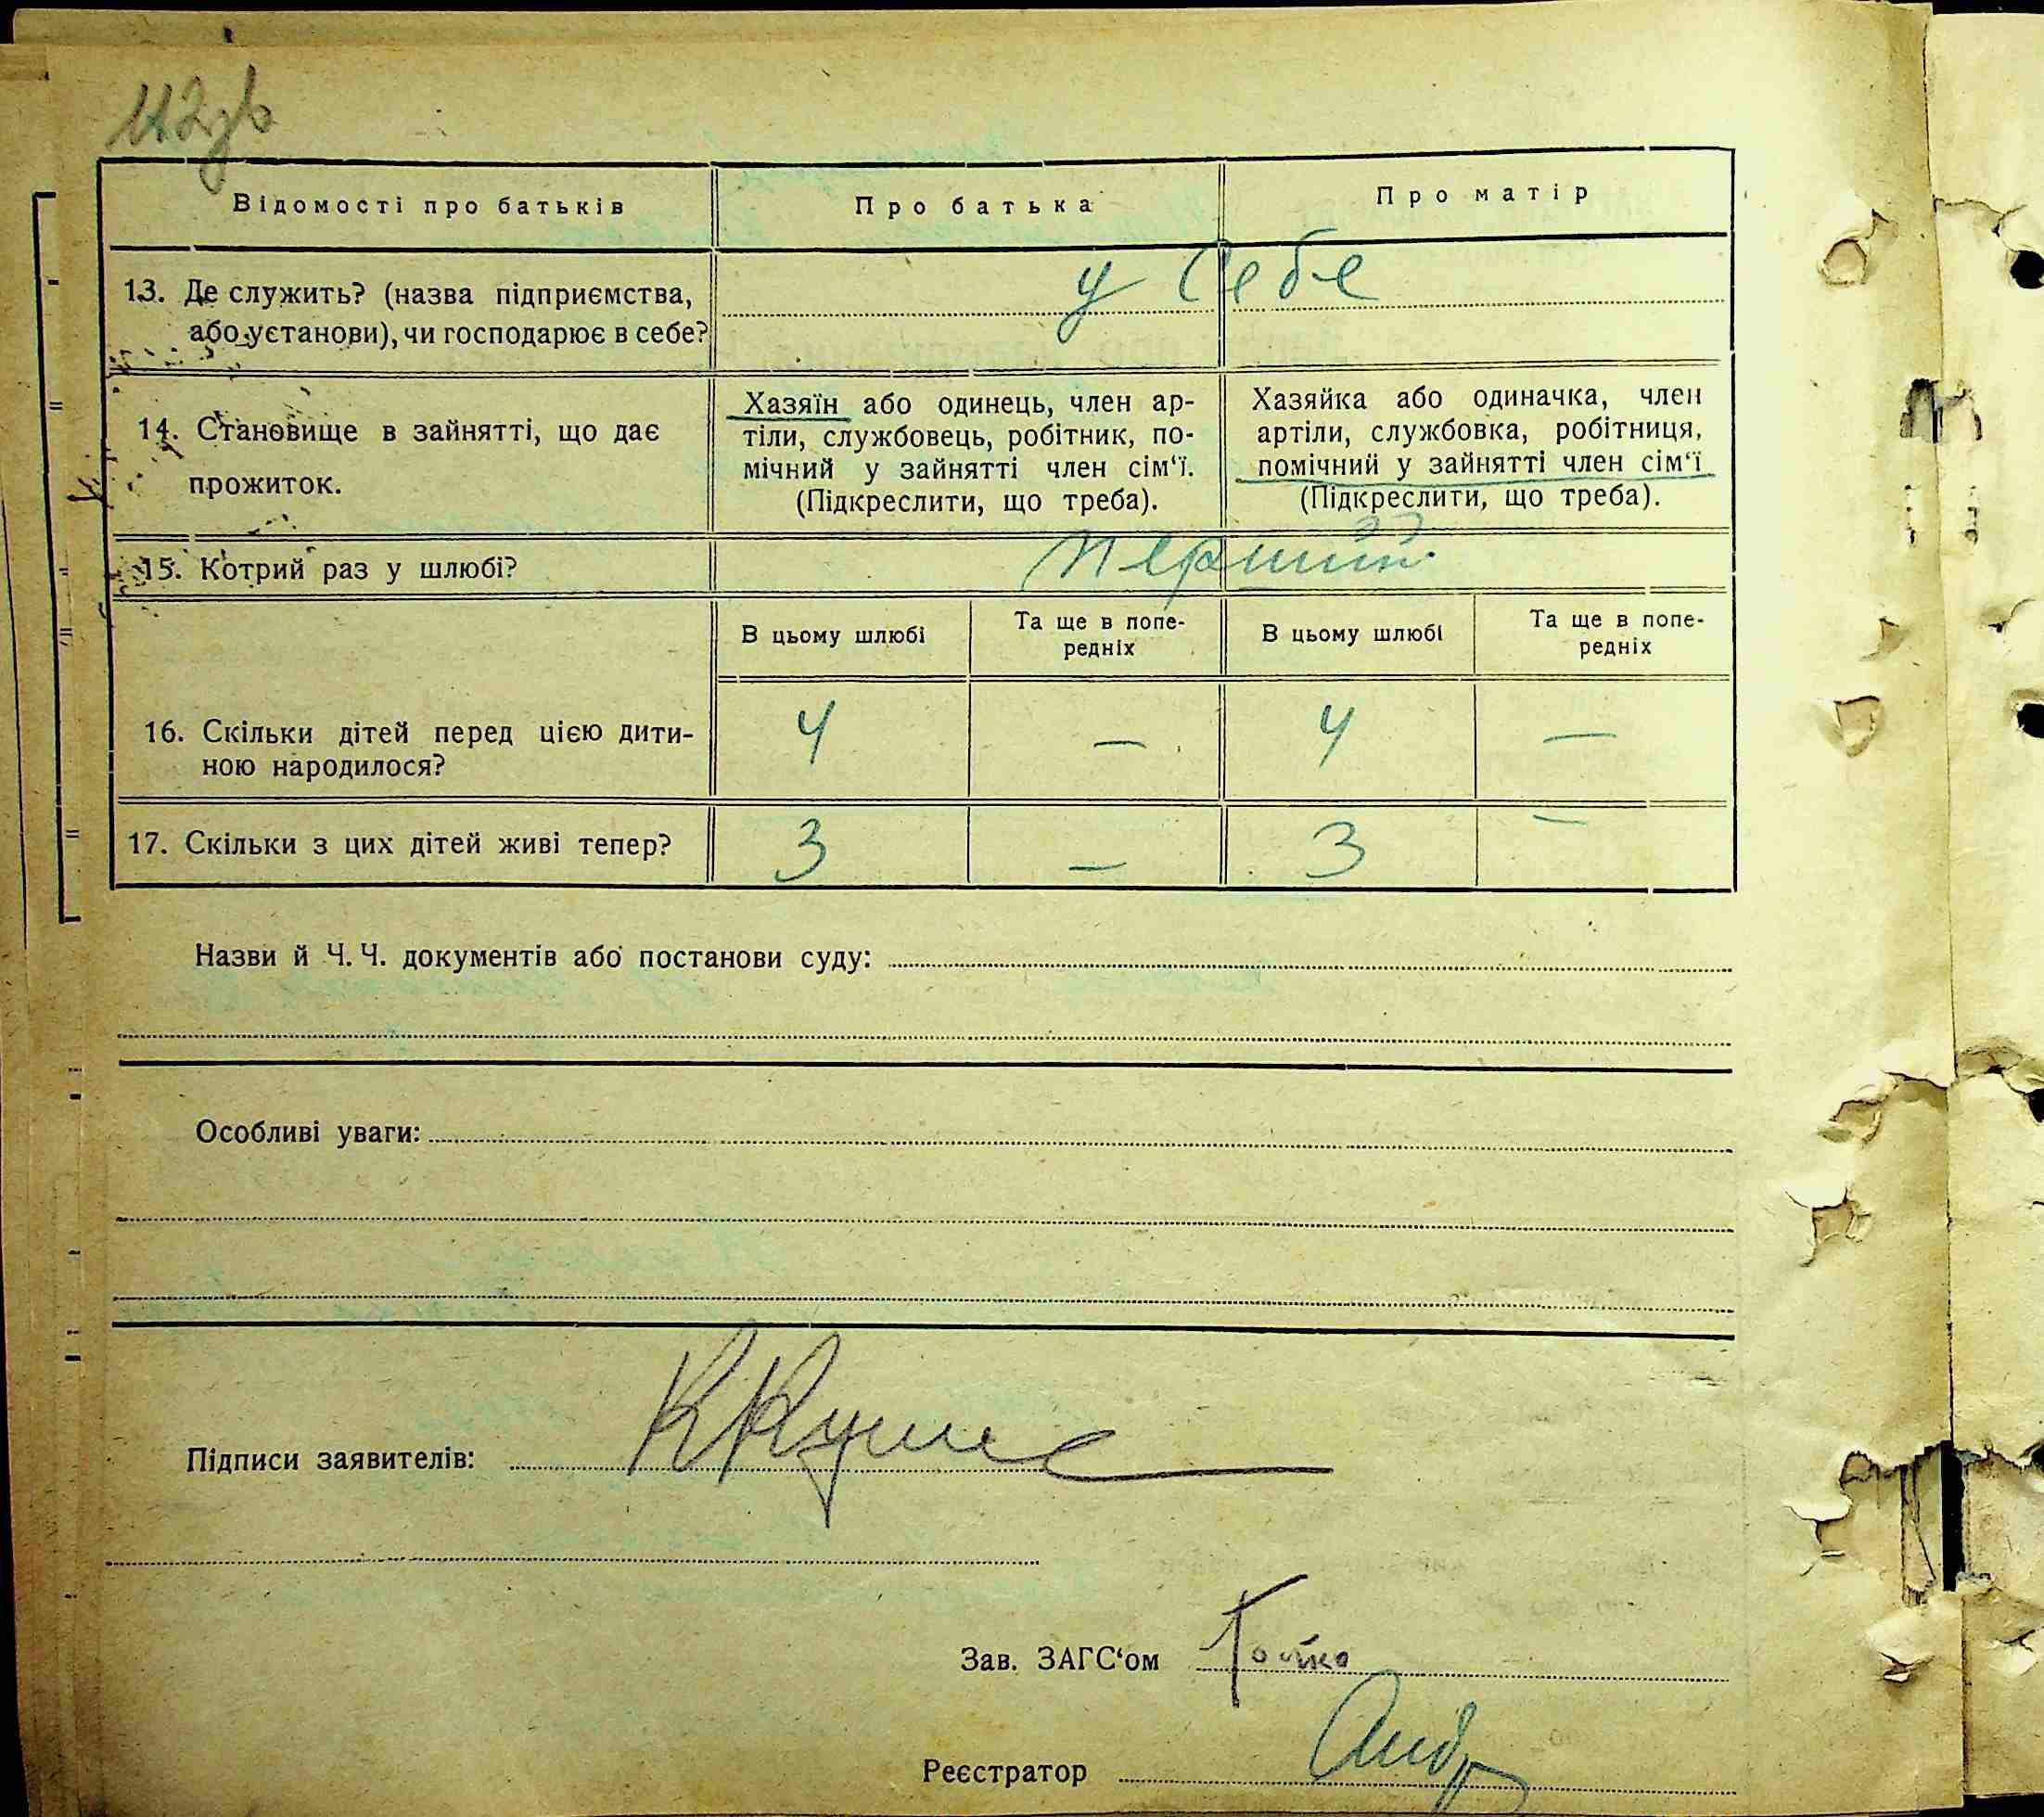 112зв
Відомості про батьків
Про батька
Про матір
13. Де служить? (назва підприємства,
або установи), чи господарює в себе?
у себе
14. Становище в зайнятті, що дає
прожиток.
Хазяїн або одинець, член ар-
тіли, службовець, робітник, по-
мічний у зайнятті член сім‘ї.
(Підкреслити, що треба).
Хазяйка або одиначка, член
артіли, службовка, робітниця,
помічний у зайнятті член сім‘ї
(Підкреслити, що треба).
15. Котрий раз у шлюбі?
перший
В цьому шлюбі
Та ще в попе-
редніх
В цьому шлюбі
Та ще в попе-
редніх
16. Скільки дітей перед цією дити-
ною народилося?
4 — 4 —
17. Скільки з цих дітей живі тепер?
3 — 3 —
Назви й Ч. Ч. документів або постанови суду:
Особливі уваги:
Підписи заявителів:
Зав. ЗАГС‘ом
Реєстратор